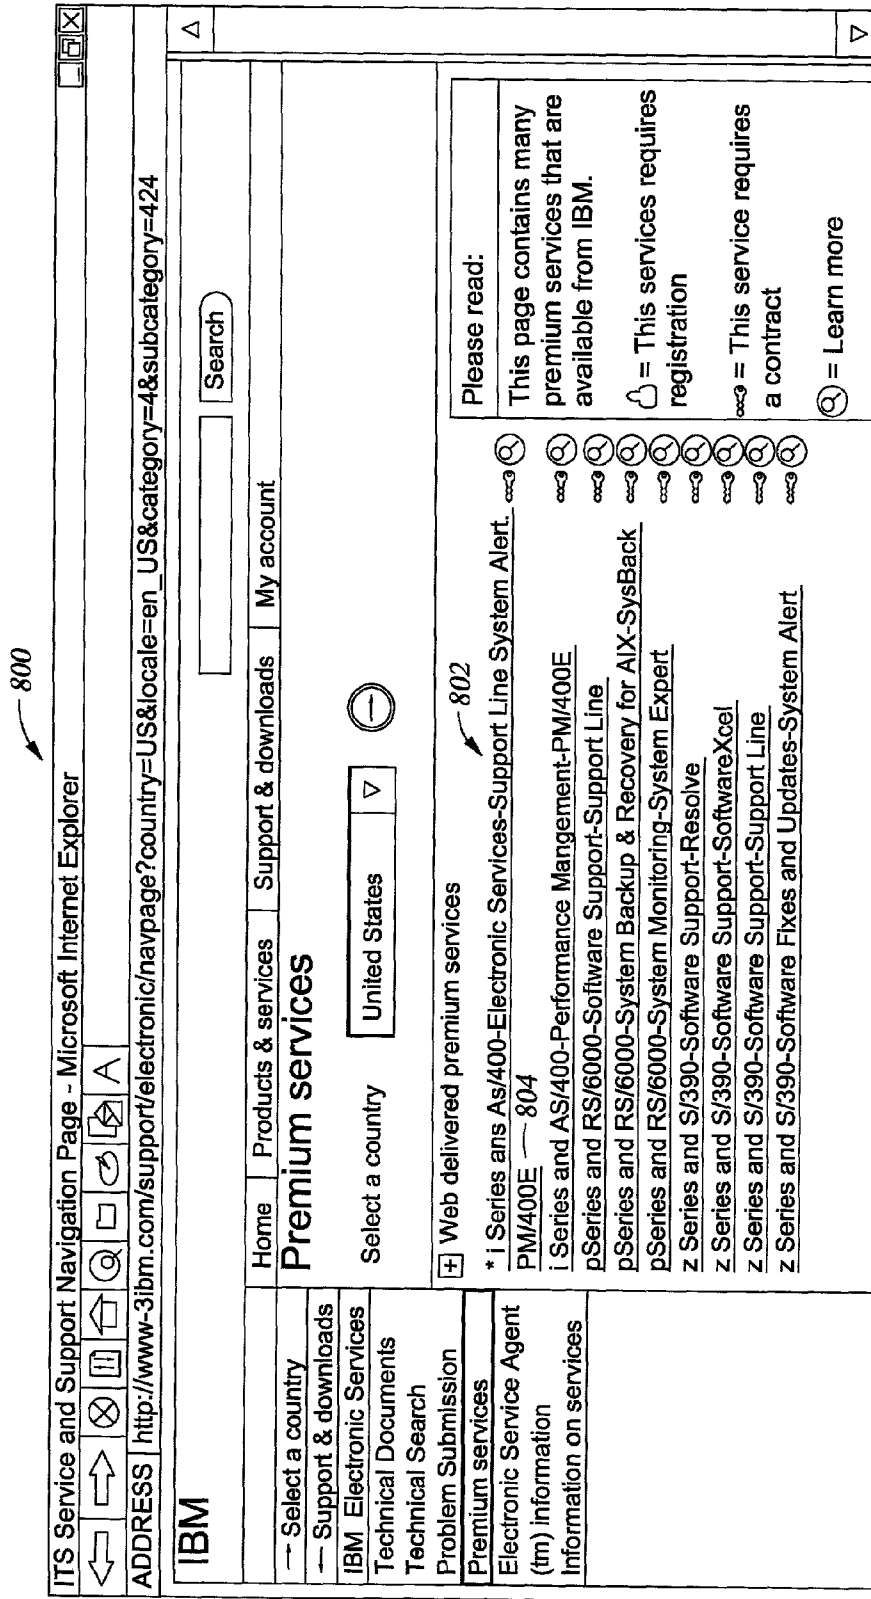 800
ITS Service and Support Navigation Page - Microsoft Internet Explorer
A
ADDRESS http://www-3ibm.com/support/electronic/navpage?country=US&locale=en_US&category=4&subcategory=424
IBM
Search
Home Products & services Support & downloads My account
Select a country
Support & downloads
IBM Electronic Services
Technical Documents
Technical Search
Problem Submission
Premium services
Electronic Service Agent
(tm) information
Information on services
Premium services
Select a country United States
+ Web delivered premium services
802
* i Series ans As/400-Electronic Services-Support Line System Alert.
PM/400E 804
i Series and AS/400-Performance Mangement-PM/400E
pSeries and RS/6000-Software Support-Support Line
pSeries and RS/6000-System Backup & Recovery for AIX-SysBack
pSeries and RS/6000-System Monitoring-System Expert
z Series and S/390-Software Support-Resolve
z Series and S/390-Software Support-SoftwareXcel
z Series and S/390-Software Support-Support Line
z Series and S/390-Software Fixes and Updates-System Alert
Please read:
This page contains many
premium services that are
available from IBM.
= This services requires
registration
= This service requires
a contract
= Learn more